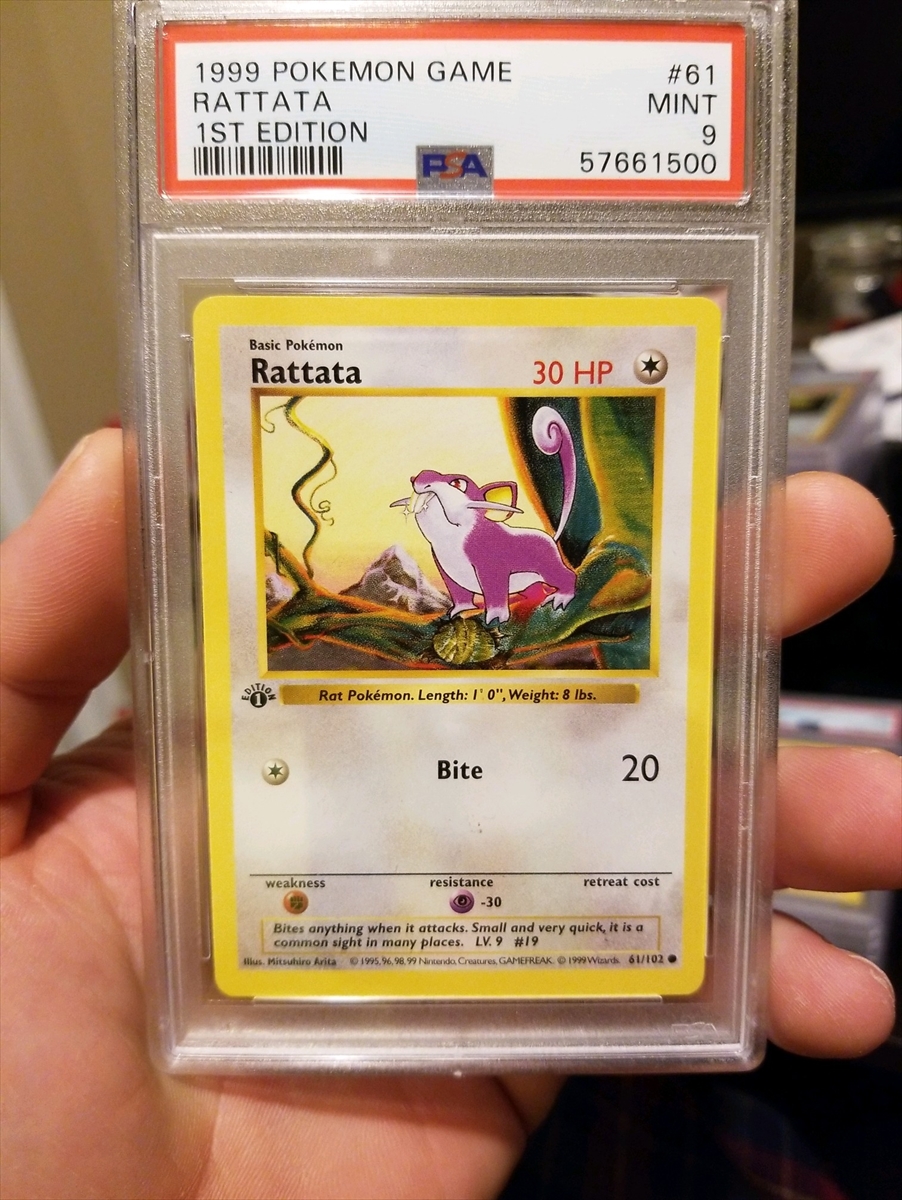 1999 POKEMON GAME #61
RATTATA MINT
1ST EDITION 9
PSA 57661500
Basic Pokémon
Rattata 30 HP
EDITION 1
Rat Pokémon. Length: 1' 0", Weight: 8 lbs.
Bite 20
weakness resistance retreat cost
-30
Bites anything when it attacks. Small and very quick, it is a
common sight in many places. LV. 9 #19
Illus. Mitsuhiro Arita © 1995, 96, 98, 99 Nintendo, Creatures, GAMEFREAK. © 1999 Wizards. 61/102